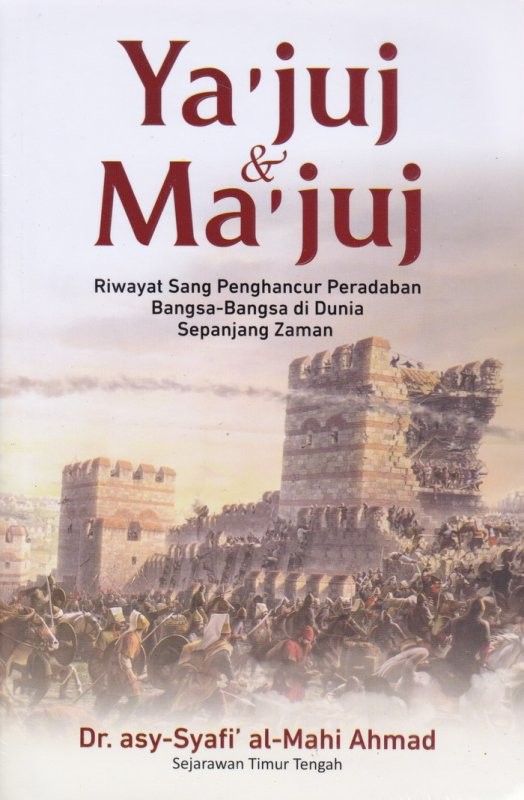 Ya'juj
&
Ma'juj
Riwayat Sang Penghancur Peradaban
Bangsa-Bangsa di Dunia
Sepanjang Zaman
Dr. asy-Syafi' al-Mahi Ahmad
Sejarawan Timur Tengah